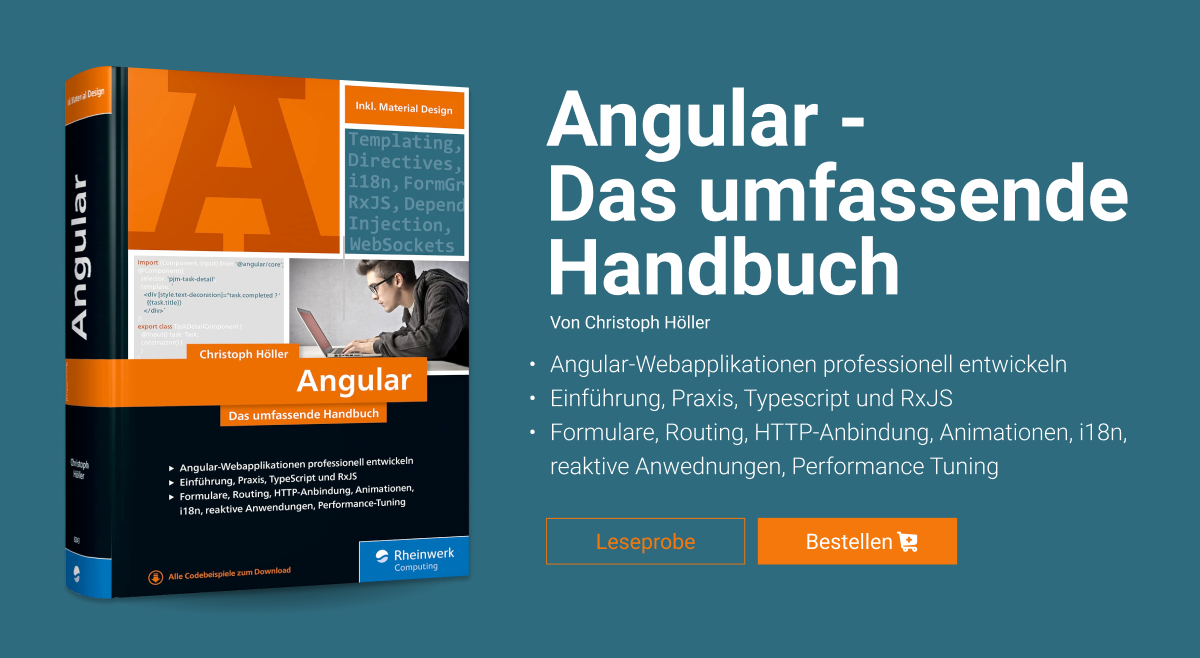 Inkl. Material Design
Angular
Christoph
Höller
A
Inkl. Material Design
Templating,
Directives,
i18n, FormGr
RxJS, Depend
Injection,
WebSockets
import {Component, Input} from '@angular/core';
@Component({
selector: 'pjm-task-detail'
template: `
<div [style.text-decoration]="task.completed ? '
{{task.title}}
</div>`
export class TaskDetailComponent {
@Input() task: Task;
constructor() {
}
Christoph Höller
Angular
Das umfassende Handbuch
▸ Angular-Webapplikationen professionell entwickeln
▸ Einführung, Praxis, TypeScript und RxJS
▸ Formulare, Routing, HTTP-Anbindung, Animationen,
i18n, reaktive Anwendungen, Performance-Tuning
Alle Codebeispiele zum Download
Rheinwerk
Computing
Angular -
Das umfassende
Handbuch
Von Christoph Höller
• Angular-Webapplikationen professionell entwickeln
• Einführung, Praxis, Typescript und RxJS
• Formulare, Routing, HTTP-Anbindung, Animationen, i18n,
reaktive Anwednungen, Performance Tuning
Leseprobe
Bestellen